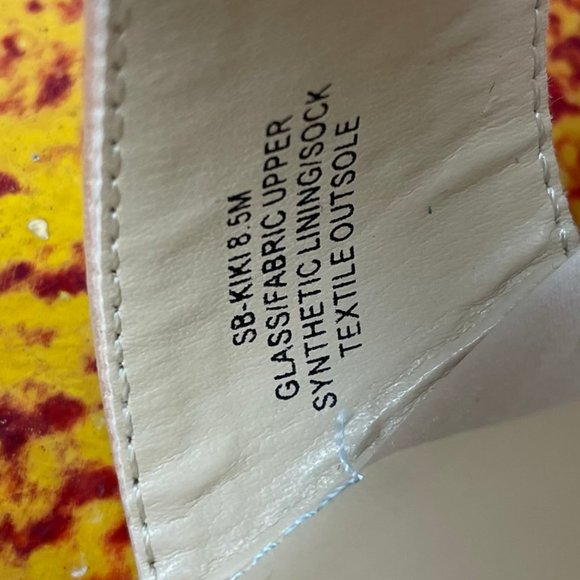 SB-KIKI 8.5M
GLASS/FABRIC UPPER
SYNTHETIC LINING/SOCK
TEXTILE OUTSOLE